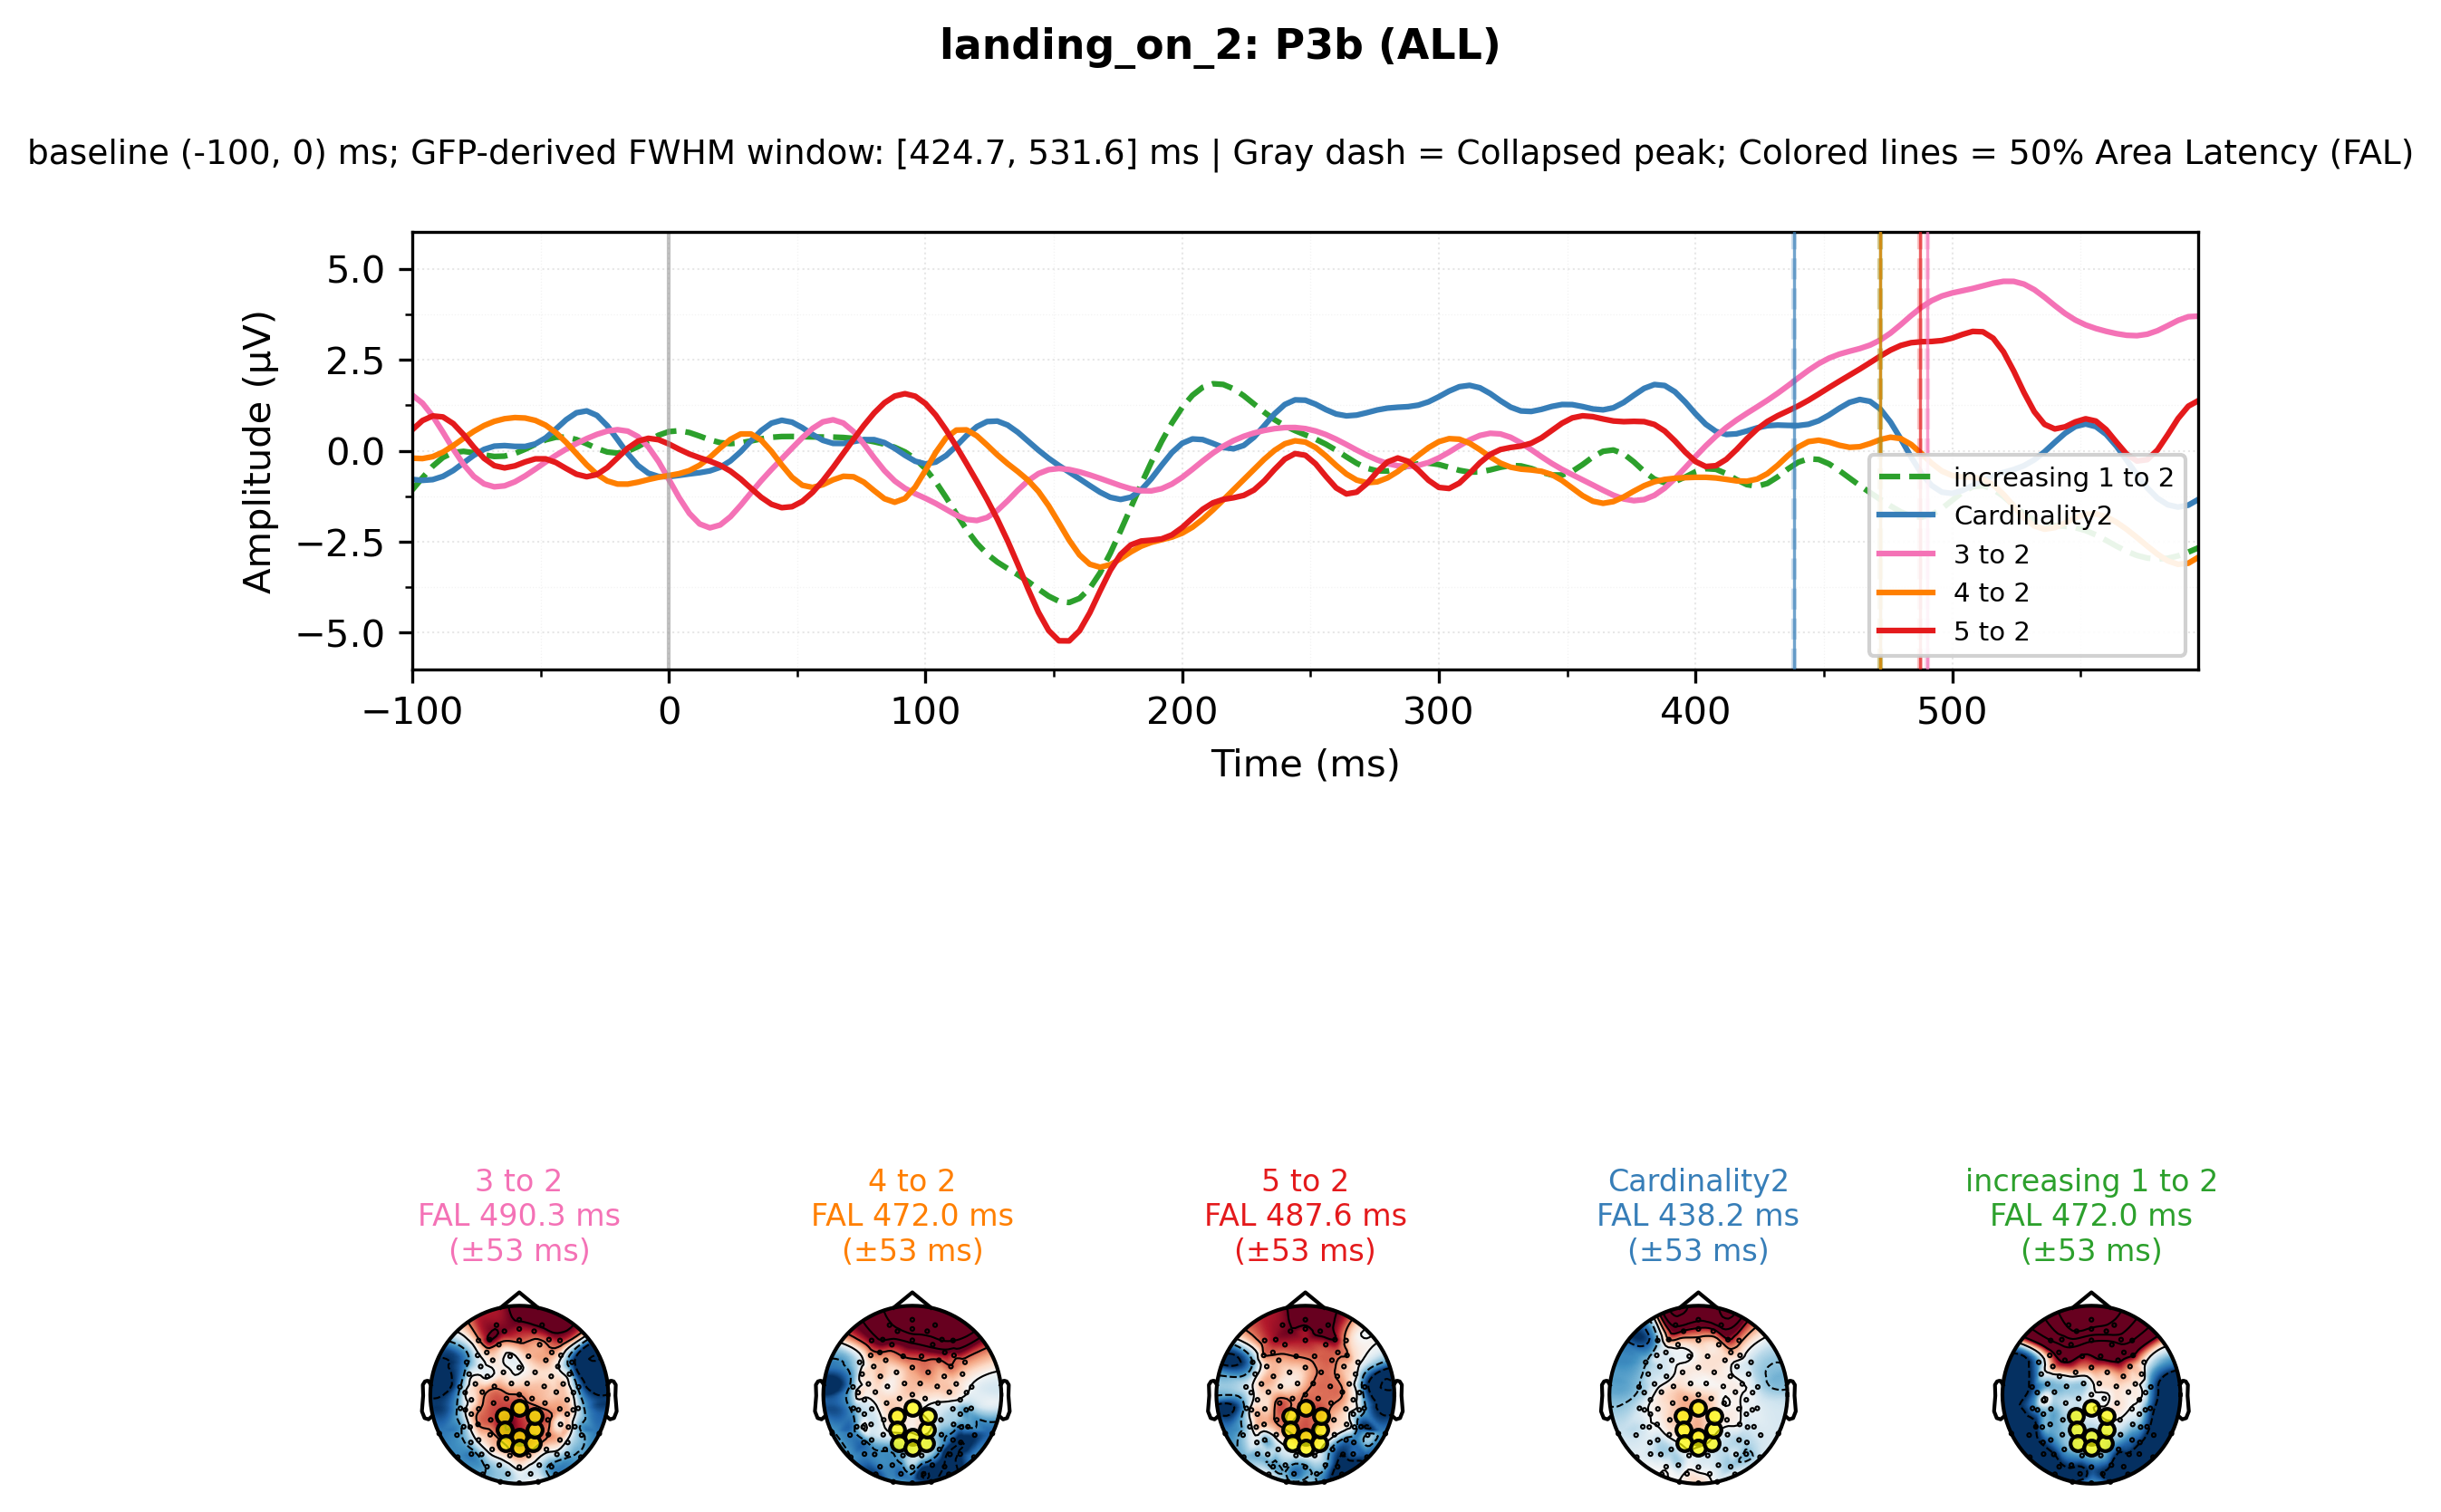 landing_on_2: P3b (ALL)
baseline (-100, 0) ms; GFP-derived FWHM window: [424.7, 531.6] ms | Gray dash = Collapsed peak; Colored lines = 50% Area Latency (FAL)
Amplitude (µV)
5.0
2.5
0.0
−2.5
−5.0
increasing 1 to 2
Cardinality2
3 to 2
4 to 2
5 to 2
−100 0 100 200 300 400 500
Time (ms)
3 to 2
FAL 490.3 ms
(±53 ms)
4 to 2
FAL 472.0 ms
(±53 ms)
5 to 2
FAL 487.6 ms
(±53 ms)
Cardinality2
FAL 438.2 ms
(±53 ms)
increasing 1 to 2
FAL 472.0 ms
(±53 ms)